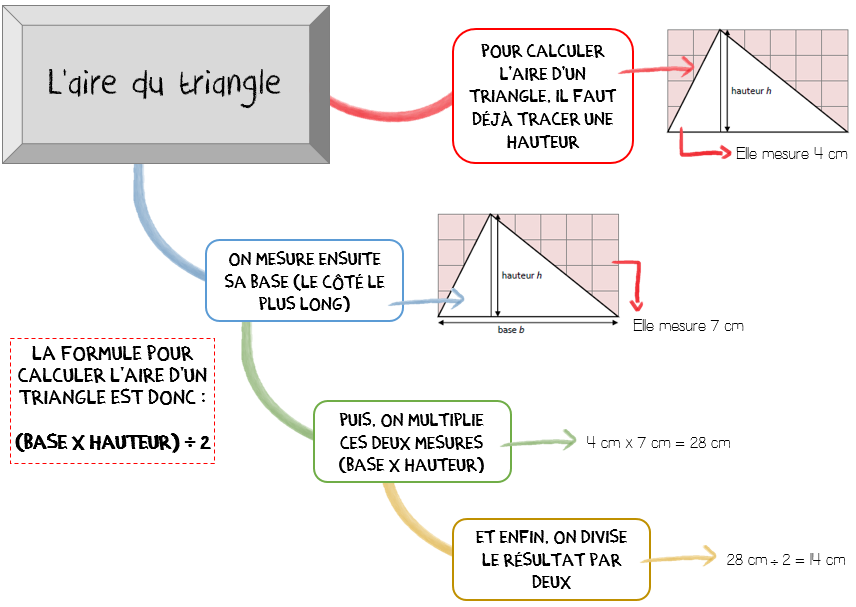 L'aire du triangle
POUR CALCULER
L'AIRE D'UN
TRIANGLE, IL FAUT
DÉJÀ TRACER UNE
HAUTEUR
hauteur h
Elle mesure 4 cm
ON MESURE ENSUITE
SA BASE (LE CÔTÉ LE
PLUS LONG)
hauteur h
base b
Elle mesure 7 cm
LA FORMULE POUR
CALCULER L'AIRE D'UN
TRIANGLE EST DONC :
(BASE X HAUTEUR) ÷ 2
PUIS, ON MULTIPLIE
CES DEUX MESURES
(BASE X HAUTEUR)
4 cm x 7 cm = 28 cm
ET ENFIN, ON DIVISE
LE RÉSULTAT PAR
DEUX
28 cm ÷ 2 = 14 cm